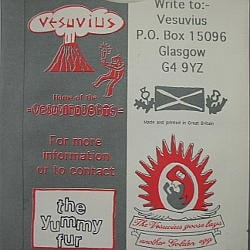 VESUVIUS
Home of the
-VESUVINAUTS-
For more
information
or to contact
the
yummy
fur
Write to:-
Vesuvius
P.O. Box 15096
Glasgow
G4 9YZ
Made and printed in Great Britain
The Vesuvius goose lays
another Golden egg